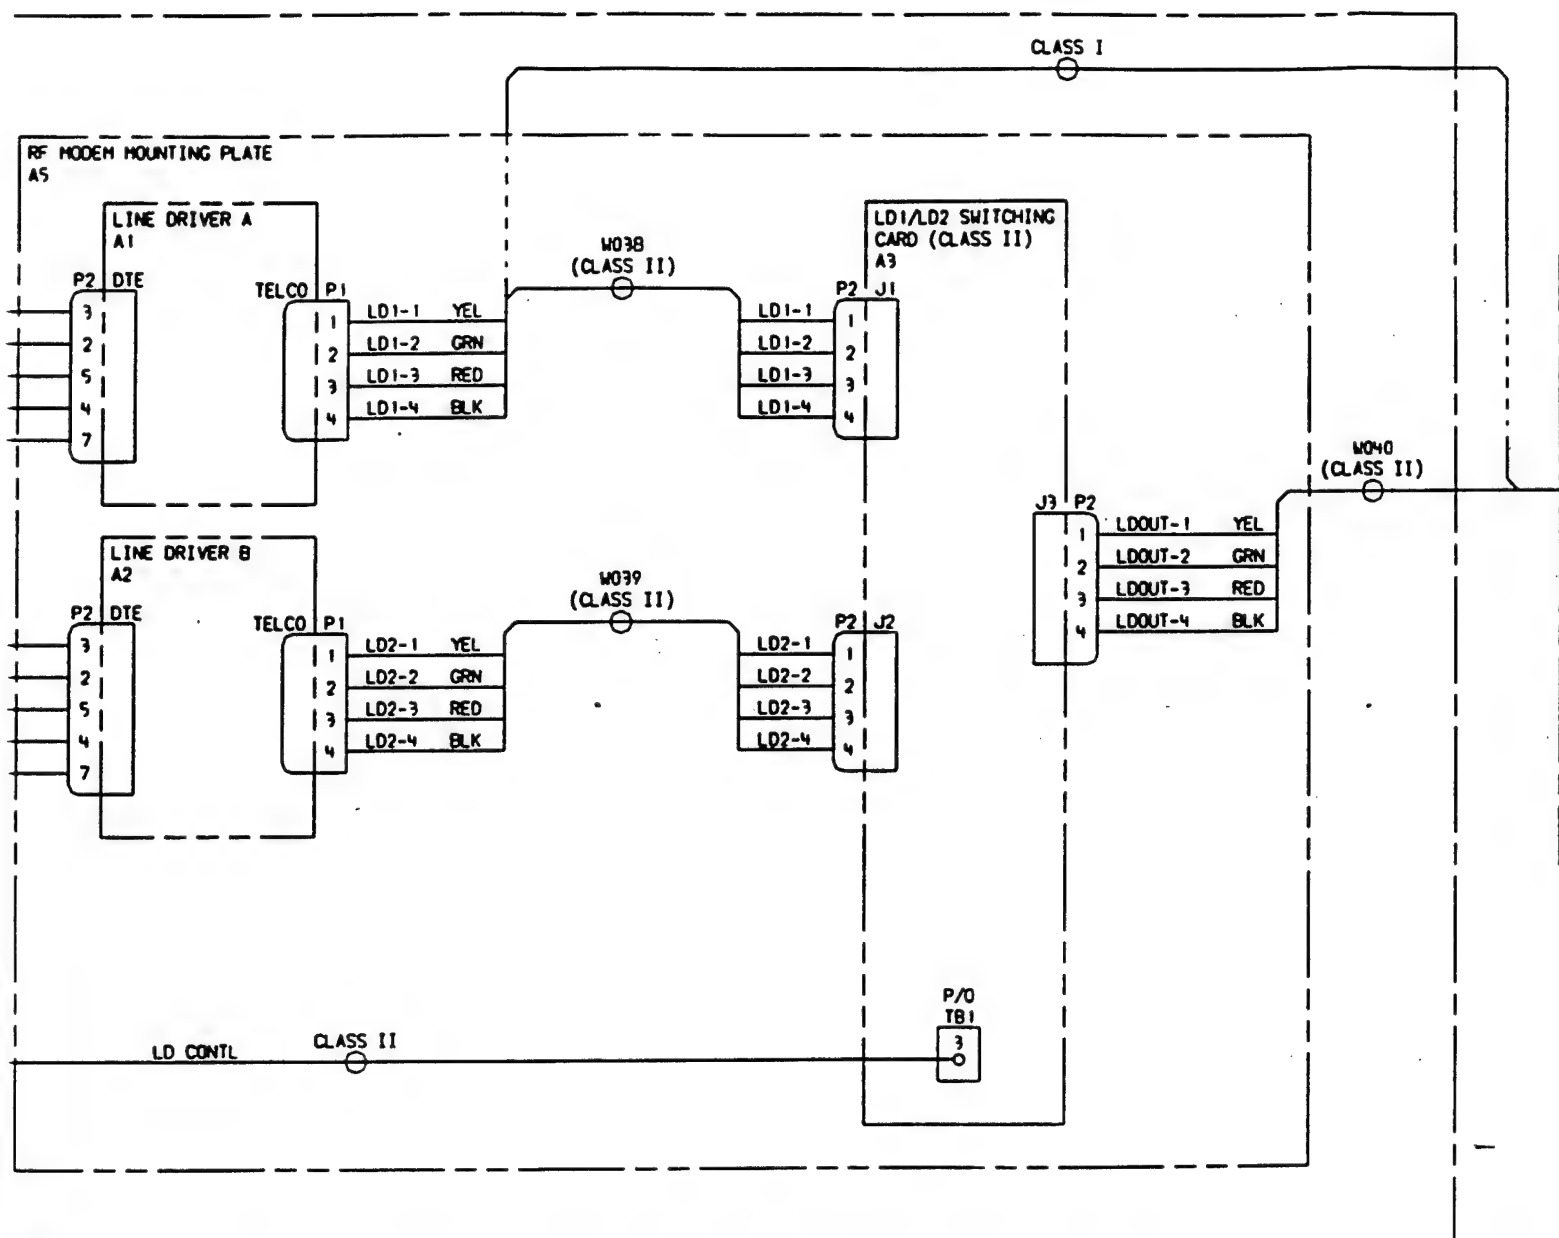 CLASS I
RF MODEM MOUNTING PLATE
A5
LINE DRIVER A
A1
P2 DTE
3
2
5
4
7
TELCO P1
1
2
3
4
LD1-1 YEL
LD1-2 GRN
LD1-3 RED
LD1-4 BLK
W038
(CLASS II)
LD1-1
LD1-2
LD1-3
LD1-4
LD1/LD2 SWITCHING
CARD (CLASS II)
A3
P2 J1
1
2
3
4
W040
(CLASS II)
J3 P2
1
2
3
4
LDOUT-1 YEL
LDOUT-2 GRN
LDOUT-3 RED
LDOUT-4 BLK
LINE DRIVER B
A2
P2 DTE
3
2
5
4
7
TELCO P1
1
2
3
4
LD2-1 YEL
LD2-2 GRN
LD2-3 RED
LD2-4 BLK
W039
(CLASS II)
LD2-1
LD2-2
LD2-3
LD2-4
P2 J2
1
2
3
4
P/O
TB1
3
LD CONTL
CLASS II